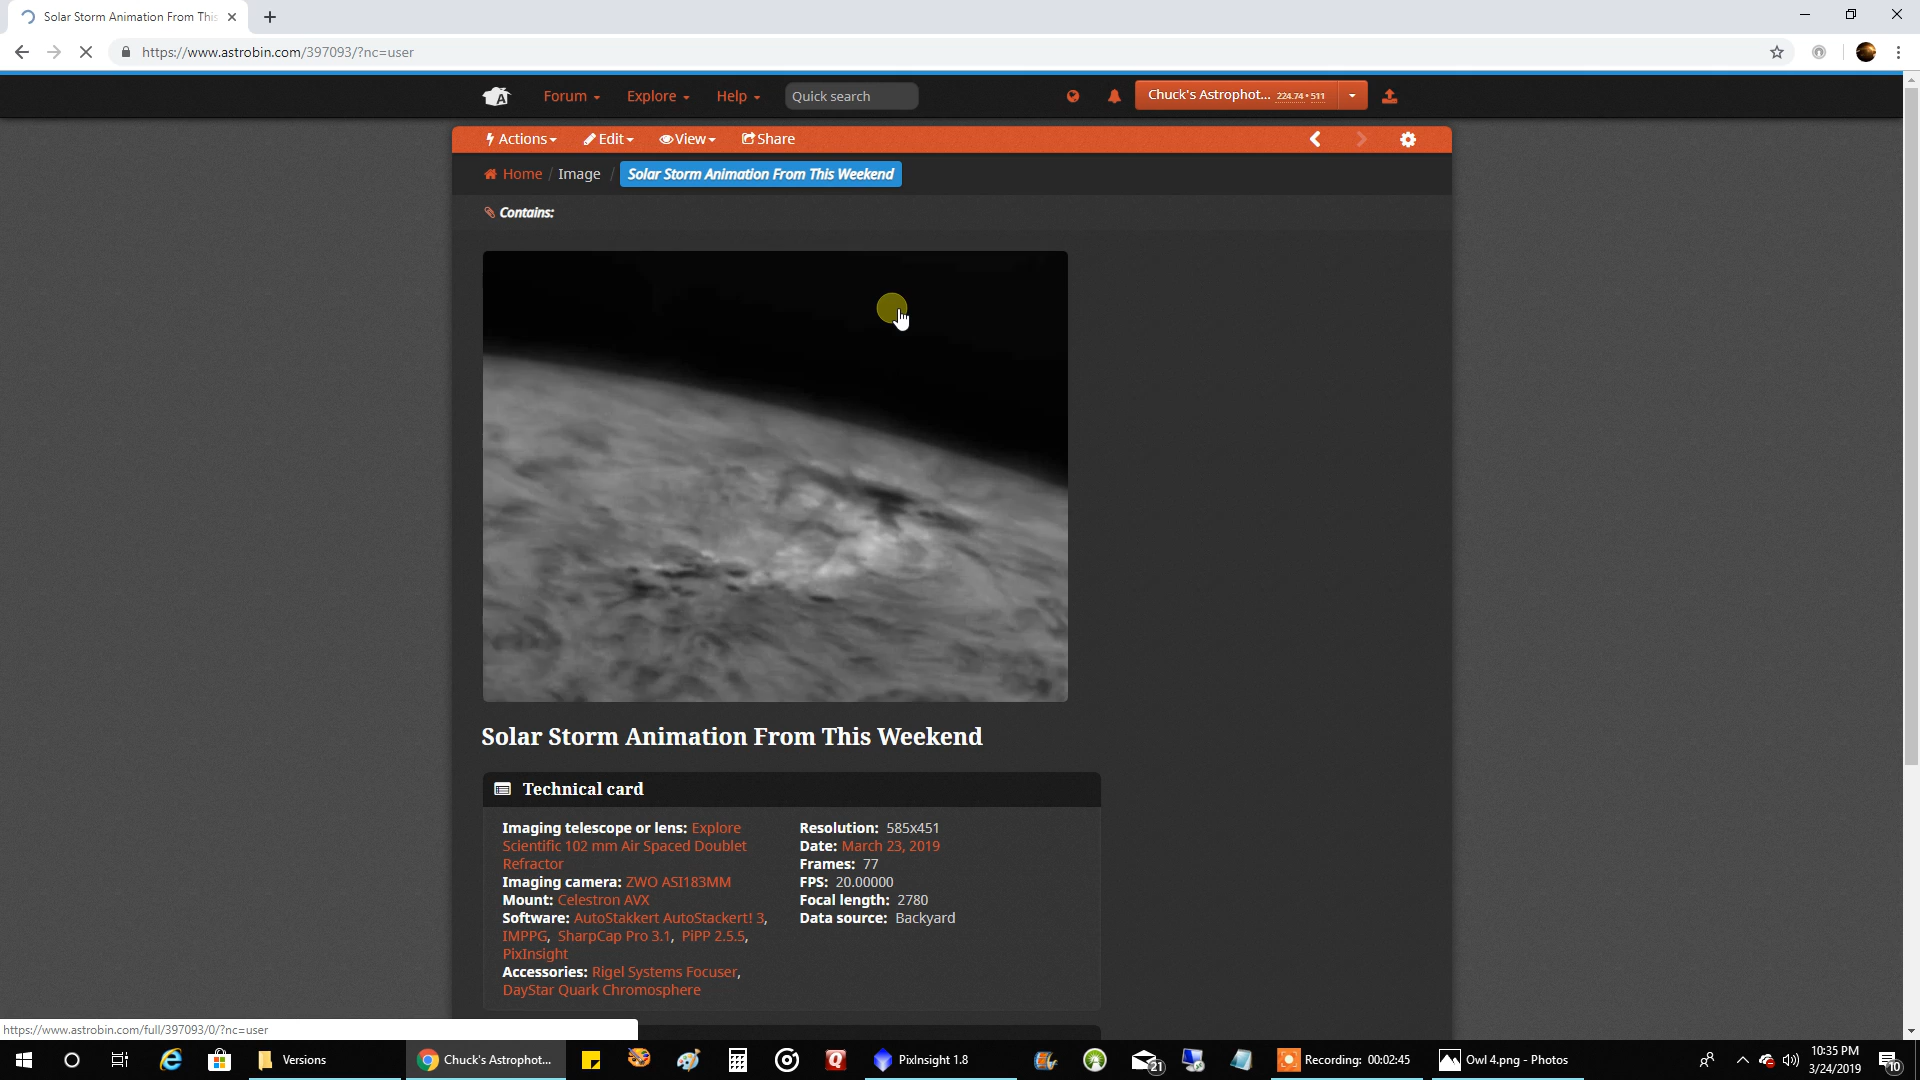 Solar Storm Animation From This
https://www.astrobin.com/397093/?nc=user
A
Forum
Explore
Help
Quick search
Chuck's Astrophot... 224.74 • 511
Actions
Edit
View
Share
Home / Image / Solar Storm Animation From This Weekend
Contains:
Solar Storm Animation From This Weekend
Technical card
Imaging telescope or lens: Explore
Scientific 102 mm Air Spaced Doublet
Refractor
Imaging camera: ZWO ASI183MM
Mount: Celestron AVX
Software: AutoStakkert AutoStackert! 3,
IMPPG, SharpCap Pro 3.1, PiPP 2.5.5,
PixInsight
Accessories: Rigel Systems Focuser,
DayStar Quark Chromosphere
Resolution: 585x451
Date: March 23, 2019
Frames: 77
FPS: 20.00000
Focal length: 2780
Data source: Backyard
https://www.astrobin.com/full/397093/0/?nc=user
Versions
Chuck's Astrophot...
PixInsight 1.8
21
Recording: 00:02:45
Owl 4.png - Photos
10:35 PM
3/24/2019
10